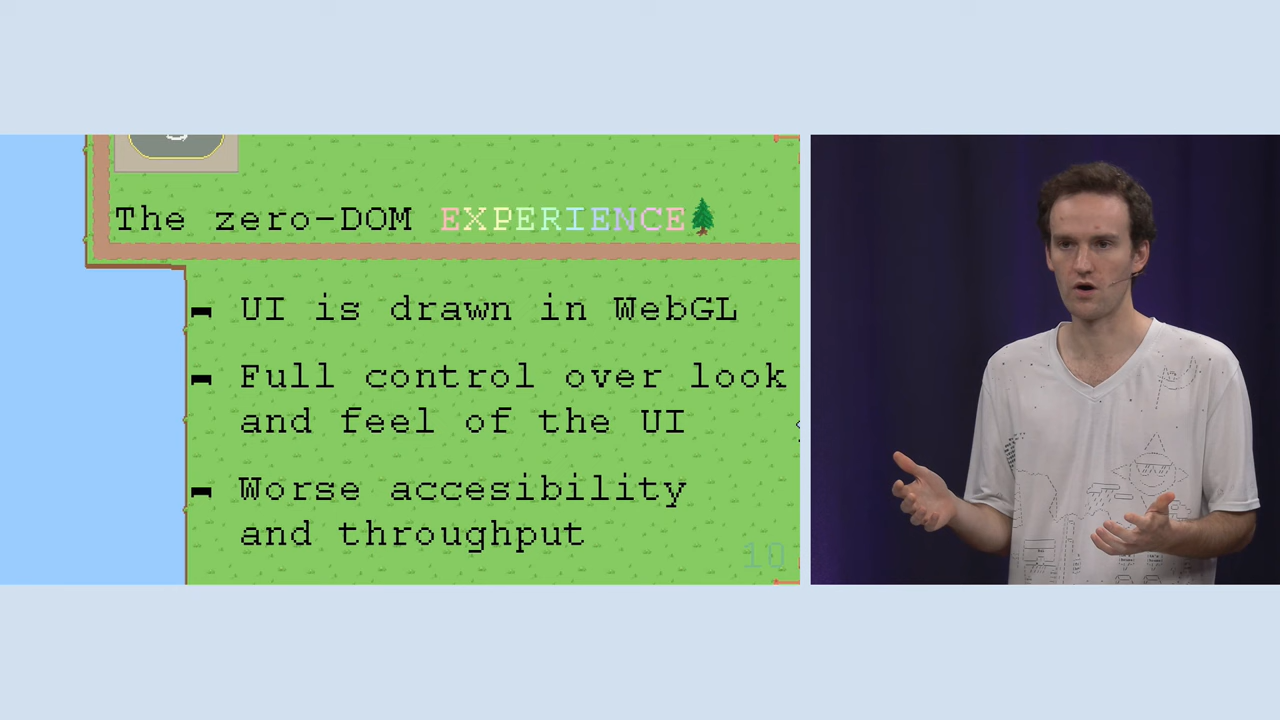 The zero-DOM EXPERIENCE
UI is drawn in WebGL
Full control over look
and feel of the UI
Worse accesibility
and throughput
10